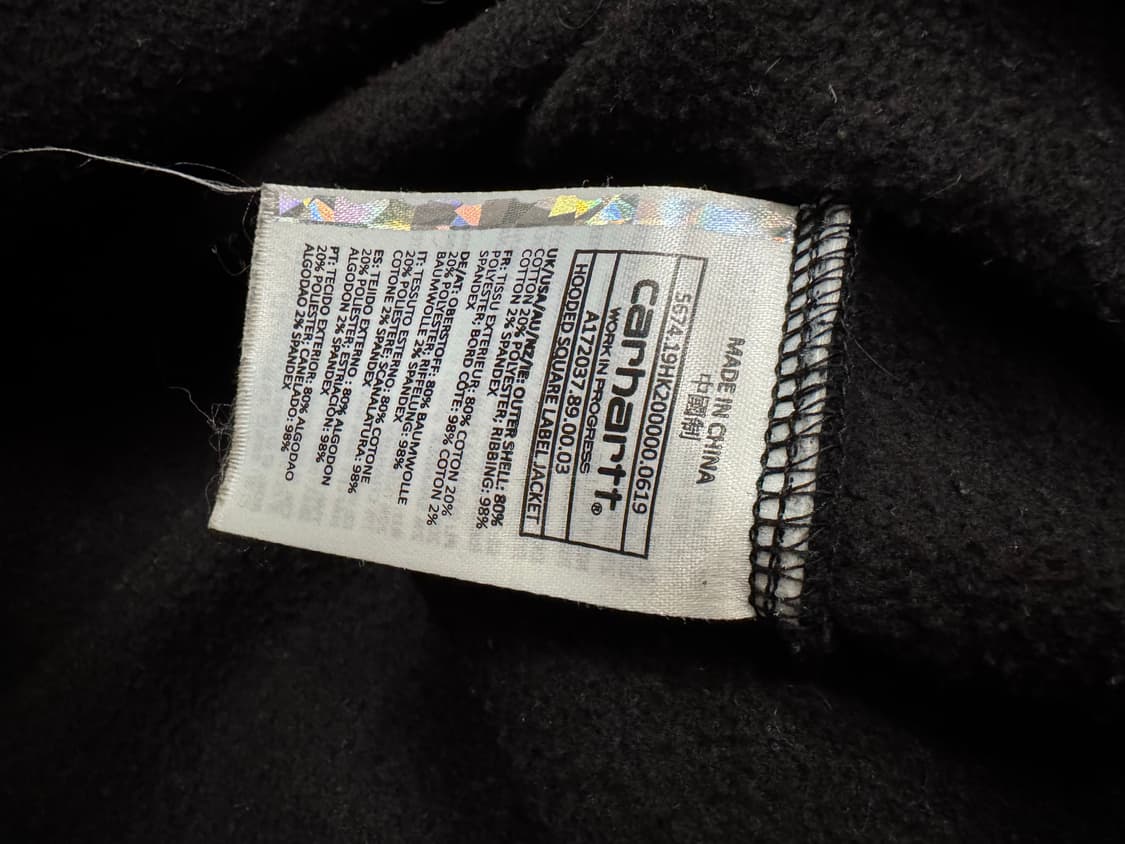 MADE IN CHINA
中國制
5574.19HK200000.0619
carhartt®
WORK IN PROGRESS
A172037.89.00.03
HOODED SQUARE LABEL JACKET
UK/USA/AU/NZ/IE: OUTER SHELL: 80%
COTTON 20% POLYESTER; RIBBING: 98%
COTTON 2% SPANDEX
FR: TISSU EXTERIEUR: 80% COTON 20%
POLYESTER; BORD COTE: 98% COTON 2%
SPANDEX
DE/AT: OBERSTOFF: 80% BAUMWOLLE
20% POLYESTER; RIFFELUNG: 98%
BAUMWOLLE 2% SPANDEX
IT: TESSUTO ESTERNO: 80% COTONE
20% POLIESTERE; SCANALATURA: 98%
COTONE 2% SPANDEX
ES: TEJIDO EXTERNO : 80% ALGODON
20% POLIÉSTER; ESTELACIÓN: 98%
ALGODON 2% SPANDEX
PT: TECIDO EXTERIOR: 80% ALGODAO
20% POLIESTER; CANELADO: 98%
ALGODAO 2% SPANDEX